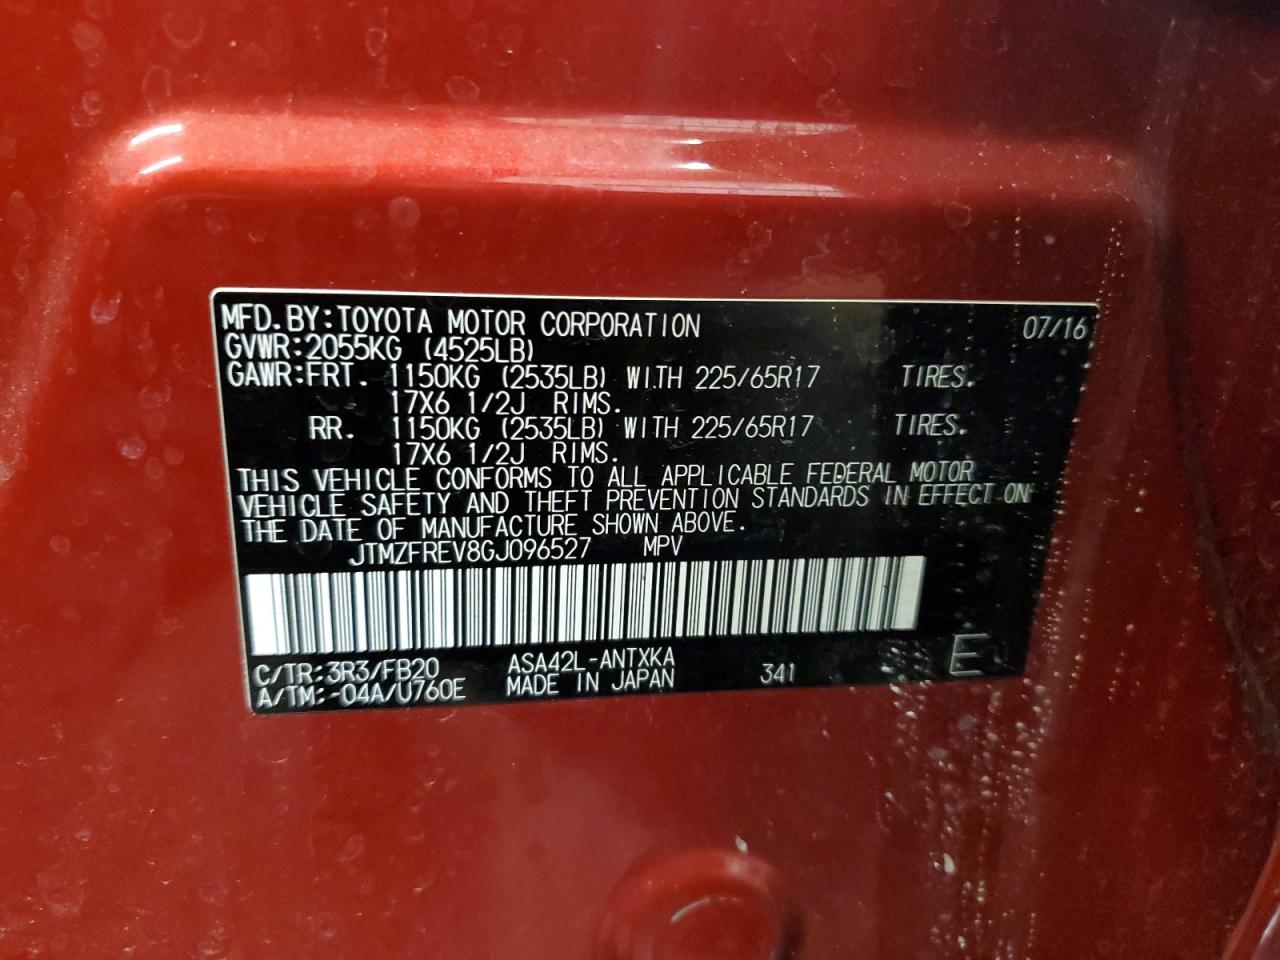 MFD.BY:TOYOTA MOTOR CORPORATION 07/16
GVWR:2055KG (4525LB)
GAWR:FRT. 1150KG (2535LB) WITH 225/65R17 TIRES.
17X6 1/2J RIMS.
RR. 1150KG (2535LB) WITH 225/65R17 TIRES.
17X6 1/2J RIMS.
THIS VEHICLE CONFORMS TO ALL APPLICABLE FEDERAL MOTOR
VEHICLE SAFETY AND THEFT PREVENTION STANDARDS IN EFFECT ON
THE DATE OF MANUFACTURE SHOWN ABOVE.
JTMZFREV8GJ096527 MPV
C/TR:3R3/FB20 ASA42L-ANTXKA 341 E
A/TM:-04A/U760E MADE IN JAPAN